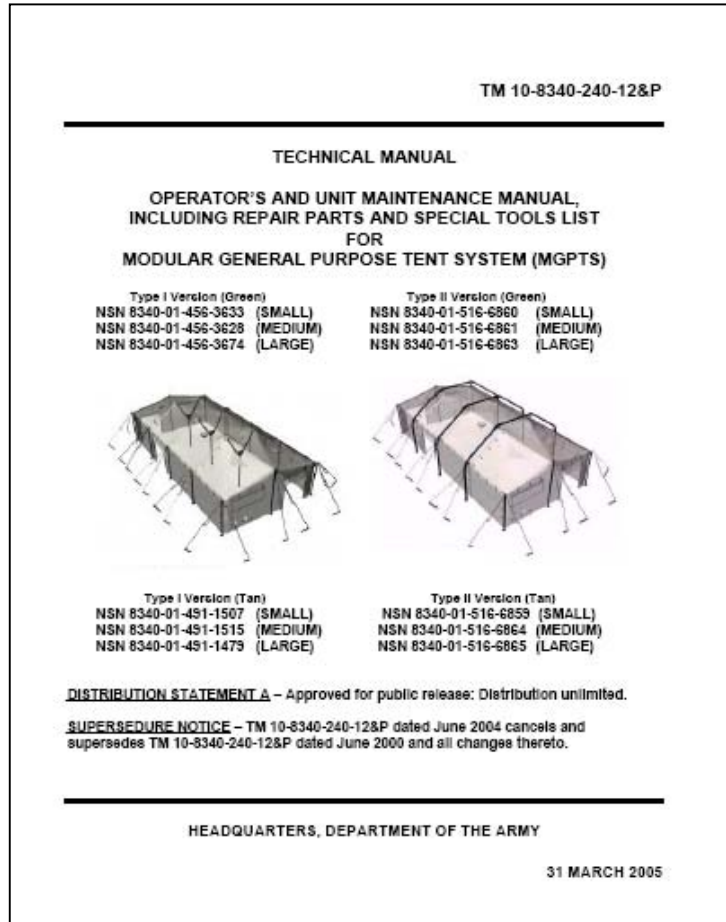 TM 10-8340-240-12&P
TECHNICAL MANUAL
OPERATOR'S AND UNIT MAINTENANCE MANUAL,
INCLUDING REPAIR PARTS AND SPECIAL TOOLS LIST
FOR
MODULAR GENERAL PURPOSE TENT SYSTEM (MGPTS)
Type I Version (Green)
NSN 8340-01-456-3633 (SMALL)
NSN 8340-01-456-3628 (MEDIUM)
NSN 8340-01-456-3674 (LARGE)
Type II Version (Green)
NSN 8340-01-516-6860 (SMALL)
NSN 8340-01-516-6861 (MEDIUM)
NSN 8340-01-516-6863 (LARGE)
Type I Version (Tan)
NSN 8340-01-491-1507 (SMALL)
NSN 8340-01-491-1515 (MEDIUM)
NSN 8340-01-491-1479 (LARGE)
Type II Version (Tan)
NSN 8340-01-516-6859 (SMALL)
NSN 8340-01-516-6864 (MEDIUM)
NSN 8340-01-516-6865 (LARGE)
DISTRIBUTION STATEMENT A – Approved for public release: Distribution unlimited.
SUPERSEDURE NOTICE – TM 10-8340-240-12&P dated June 2004 cancels and
supersedes TM 10-8340-240-12&P dated June 2000 and all changes thereto.
HEADQUARTERS, DEPARTMENT OF THE ARMY
31 MARCH 2005